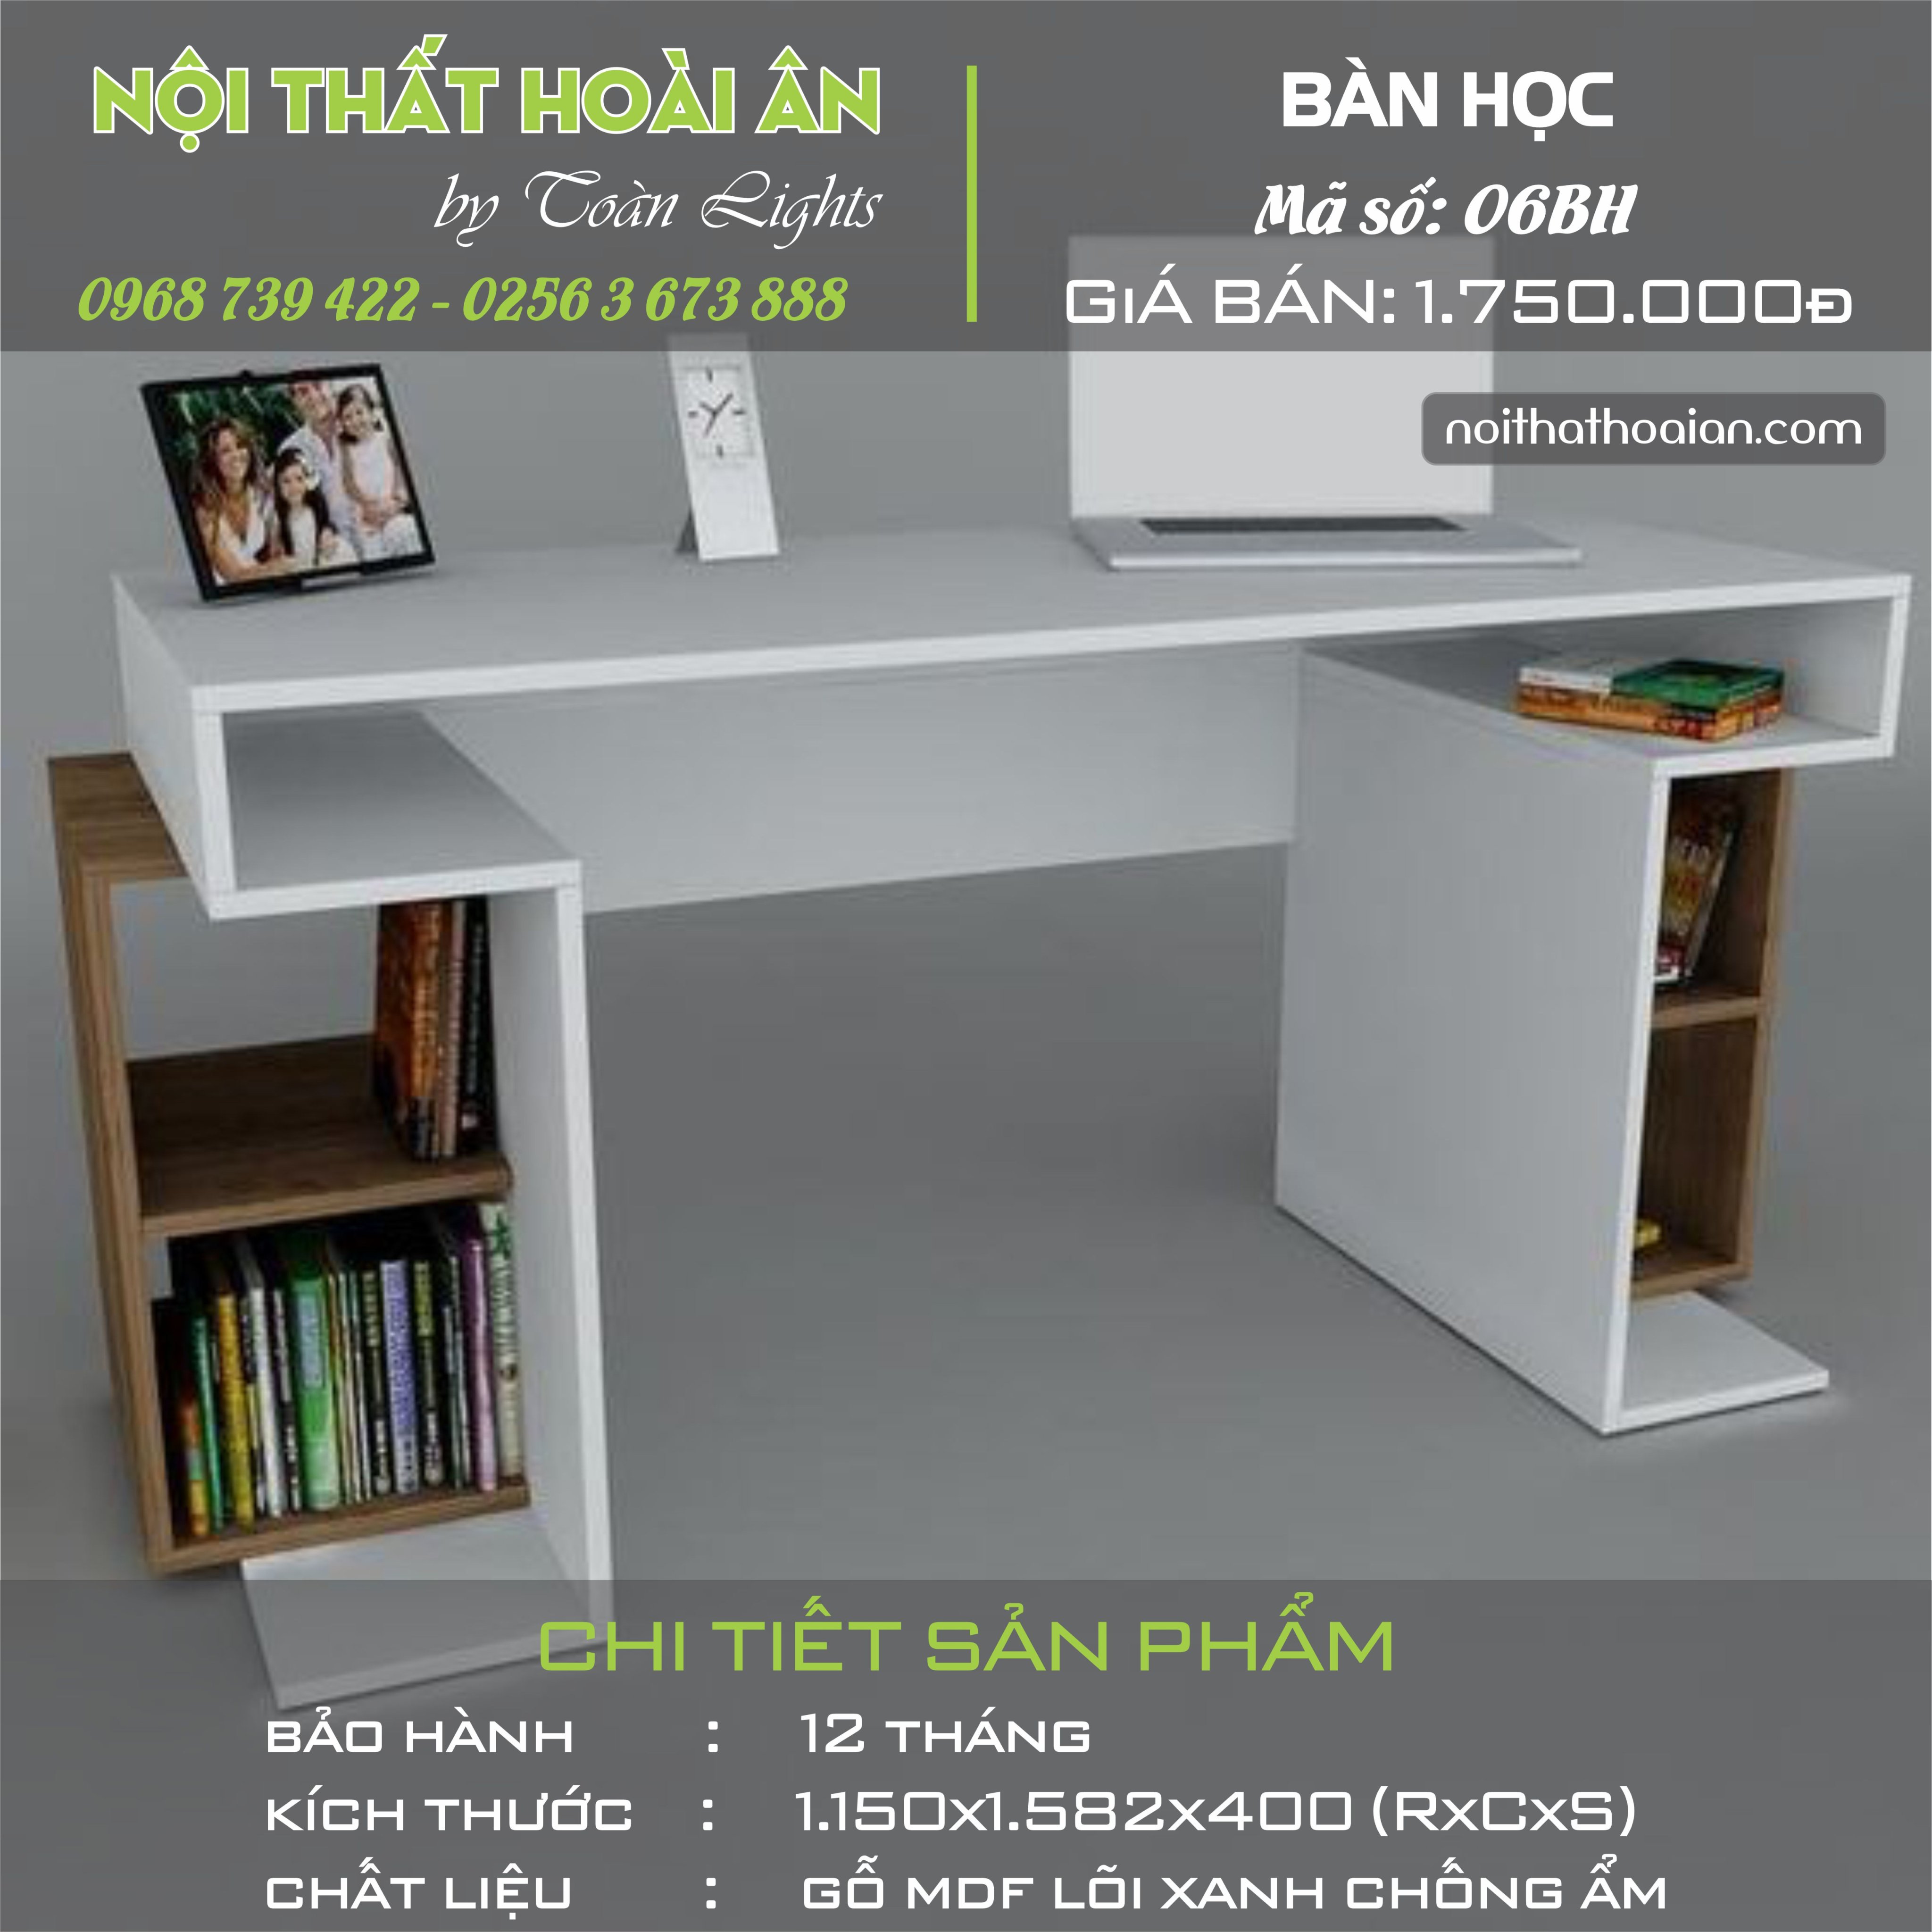 NỘI THẤT HOÀI ÂN
by Toàn Lights
0968 739 422 - 0256 3 673 888
BÀN HỌC
Mã số: 06BH
GIÁ BÁN: 1.750.000Đ
noithathoaian.com
CHI TIẾT SẢN PHẨM
BẢO HÀNH : 12 THÁNG
KÍCH THƯỚC : 1.150x1.582x400 (RxCxS)
CHẤT LIỆU : GỖ MDF LÕI XANH CHỐNG ẨM